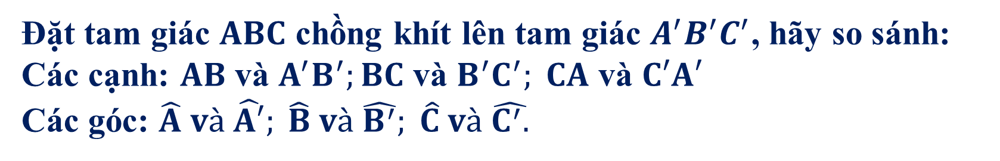 Đặt tam giác ABC chồng khít lên tam giác A′B′C′, hãy so sánh:
Các cạnh: AB và A′B′; BC và B′C′; CA và C′A′
Các góc: Â và Â′; B̂ và B̂′; Ĉ và Ĉ′.